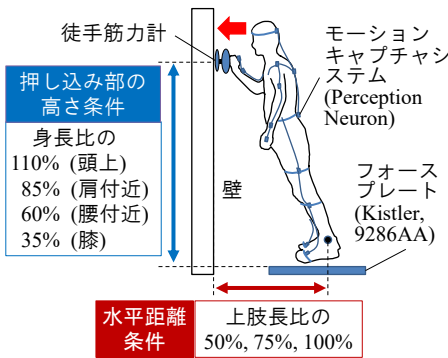 徒手筋力計
押し込み部の
高さ条件
身長比の
110% (頭上)
85% (肩付近)
60% (腰付近)
35% (膝)
壁
モーション
キャプチャシ
ステム
(Perception
Neuron)
フォース
プレート
(Kistler,
9286AA)
水平距離
条件
上肢長比の
50%, 75%, 100%